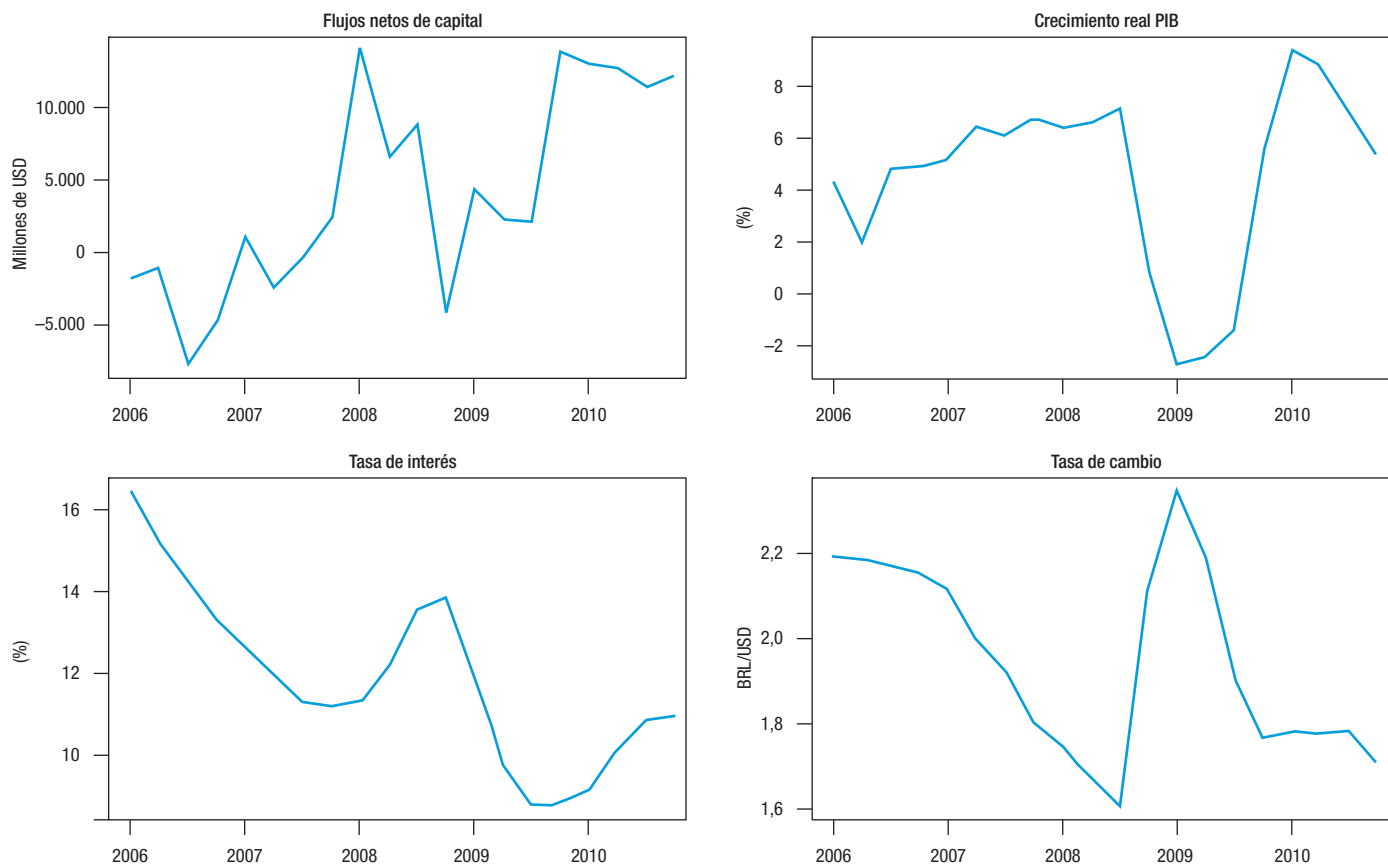 Flujos netos de capital
Millones de USD
10.000
5.000
0
–5.000
2006 2007 2008 2009 2010
Crecimiento real PIB
(%)
8
6
4
2
0
–2
2006 2007 2008 2009 2010
Tasa de interés
(%)
16
14
12
10
2006 2007 2008 2009 2010
Tasa de cambio
BRL/USD
2,2
2,0
1,8
1,6
2006 2007 2008 2009 2010